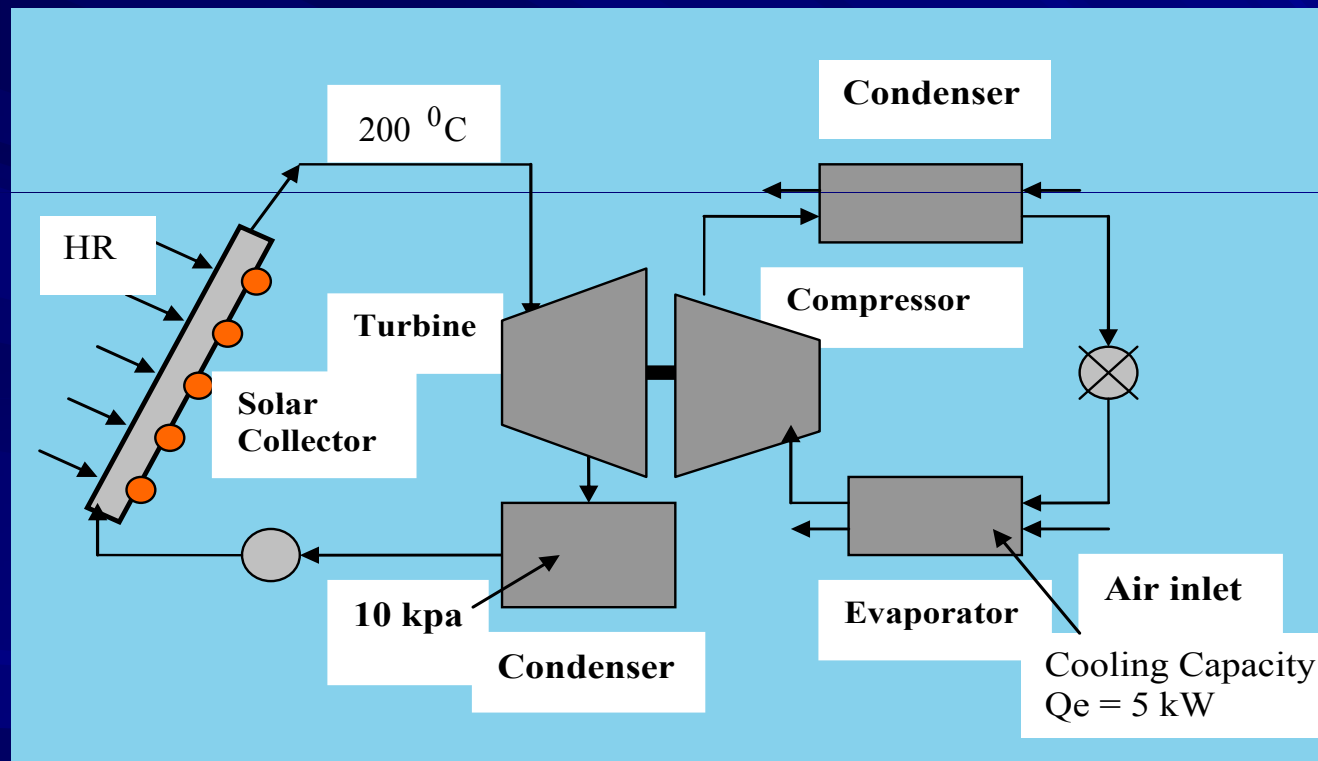 Condenser
200 ⁰C
HR
Compressor
Turbine
Solar
Collector
Air inlet
10 kpa
Evaporator
Condenser
Cooling Capacity
Qe = 5 kW